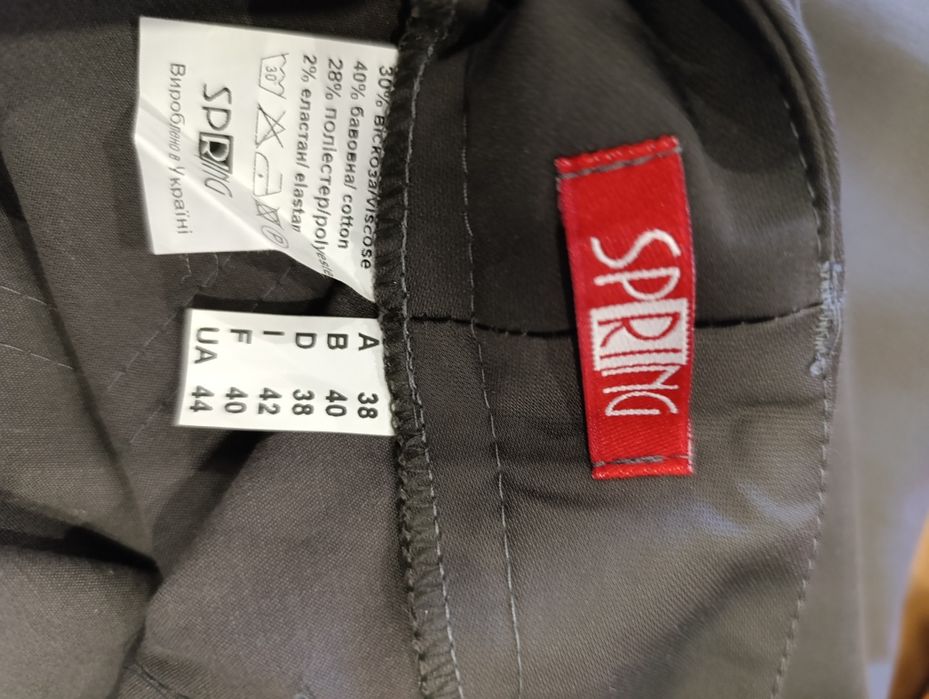 30% віскоза/viscose
40% бавовна/ cotton
28% поліестер/polyester
2% еластан/ elastan
30
P
SPRING
Вироблено в Україні
A 38
B 40
D 38
I 42
F 40
UA 44
SPRING